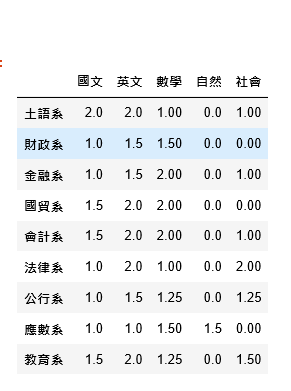 國文 英文 數學 自然 社會
土語系 2.0 2.0 1.00 0.0 1.00
財政系 1.0 1.5 1.50 0.0 0.00
金融系 1.0 1.5 2.00 0.0 1.00
國貿系 1.5 2.0 2.00 0.0 0.00
會計系 1.5 2.0 2.00 0.0 1.00
法律系 1.0 2.0 1.00 0.0 2.00
公行系 1.0 1.5 1.25 0.0 1.25
應數系 1.0 1.0 1.50 1.5 0.00
教育系 1.5 2.0 1.25 0.0 1.50